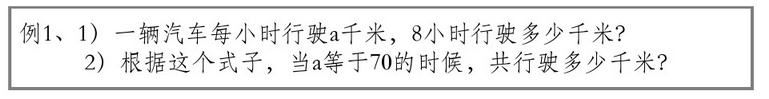 例1、1）一辆汽车每小时行驶a千米，8小时行驶多少千米？
2）根据这个式子，当a等于70的时候，共行驶多少千米？